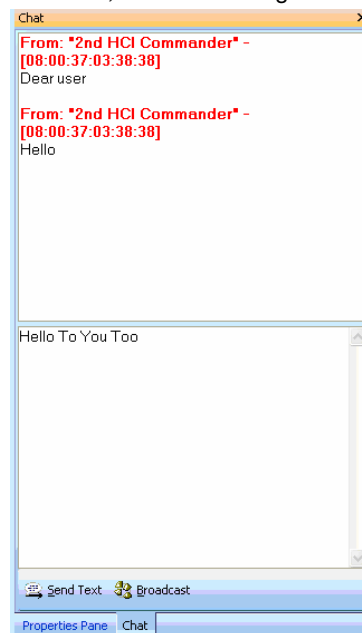 Chat
From: "2nd HCI Commander" -
[08:00:37:03:38:38]
Dear user
From: "2nd HCI Commander" -
[08:00:37:03:38:38]
Hello
Hello To You Too
Send Text Broadcast
Properties Pane Chat